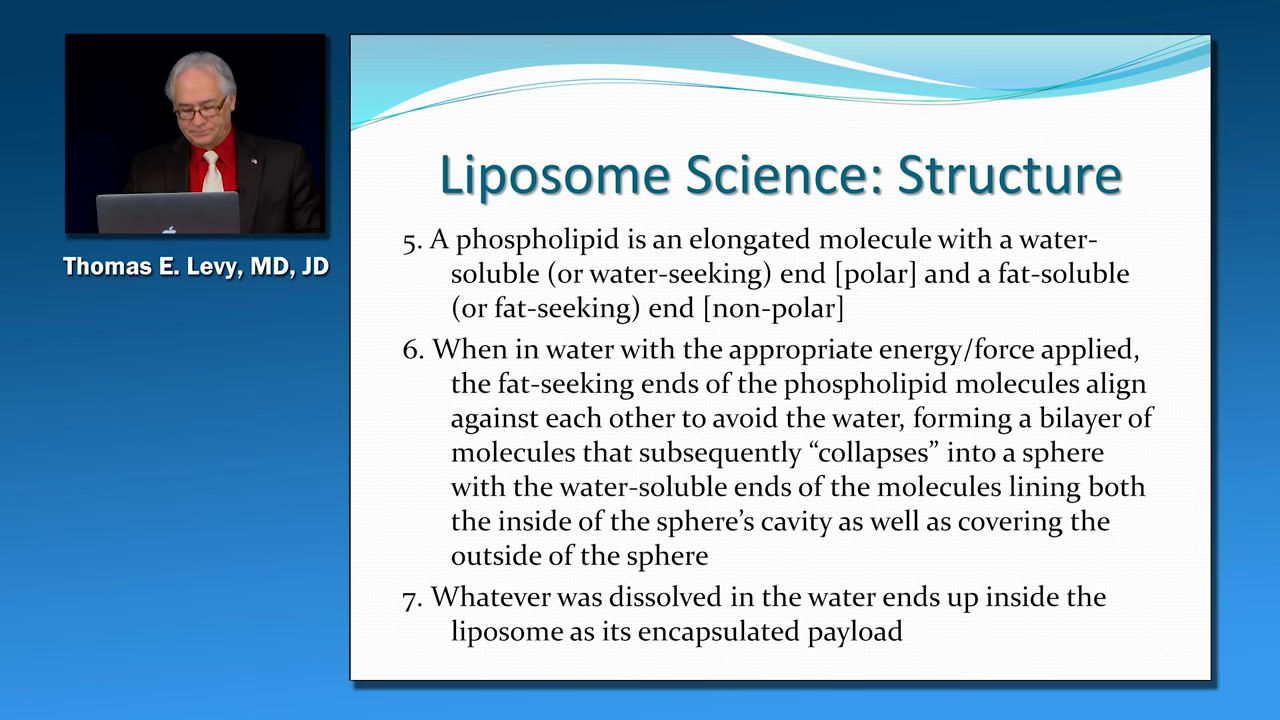 Thomas E. Levy, MD, JD
Liposome Science: Structure
5. A phospholipid is an elongated molecule with a water-
soluble (or water-seeking) end [polar] and a fat-soluble
(or fat-seeking) end [non-polar]
6. When in water with the appropriate energy/force applied,
the fat-seeking ends of the phospholipid molecules align
against each other to avoid the water, forming a bilayer of
molecules that subsequently “collapses” into a sphere
with the water-soluble ends of the molecules lining both
the inside of the sphere’s cavity as well as covering the
outside of the sphere
7. Whatever was dissolved in the water ends up inside the
liposome as its encapsulated payload